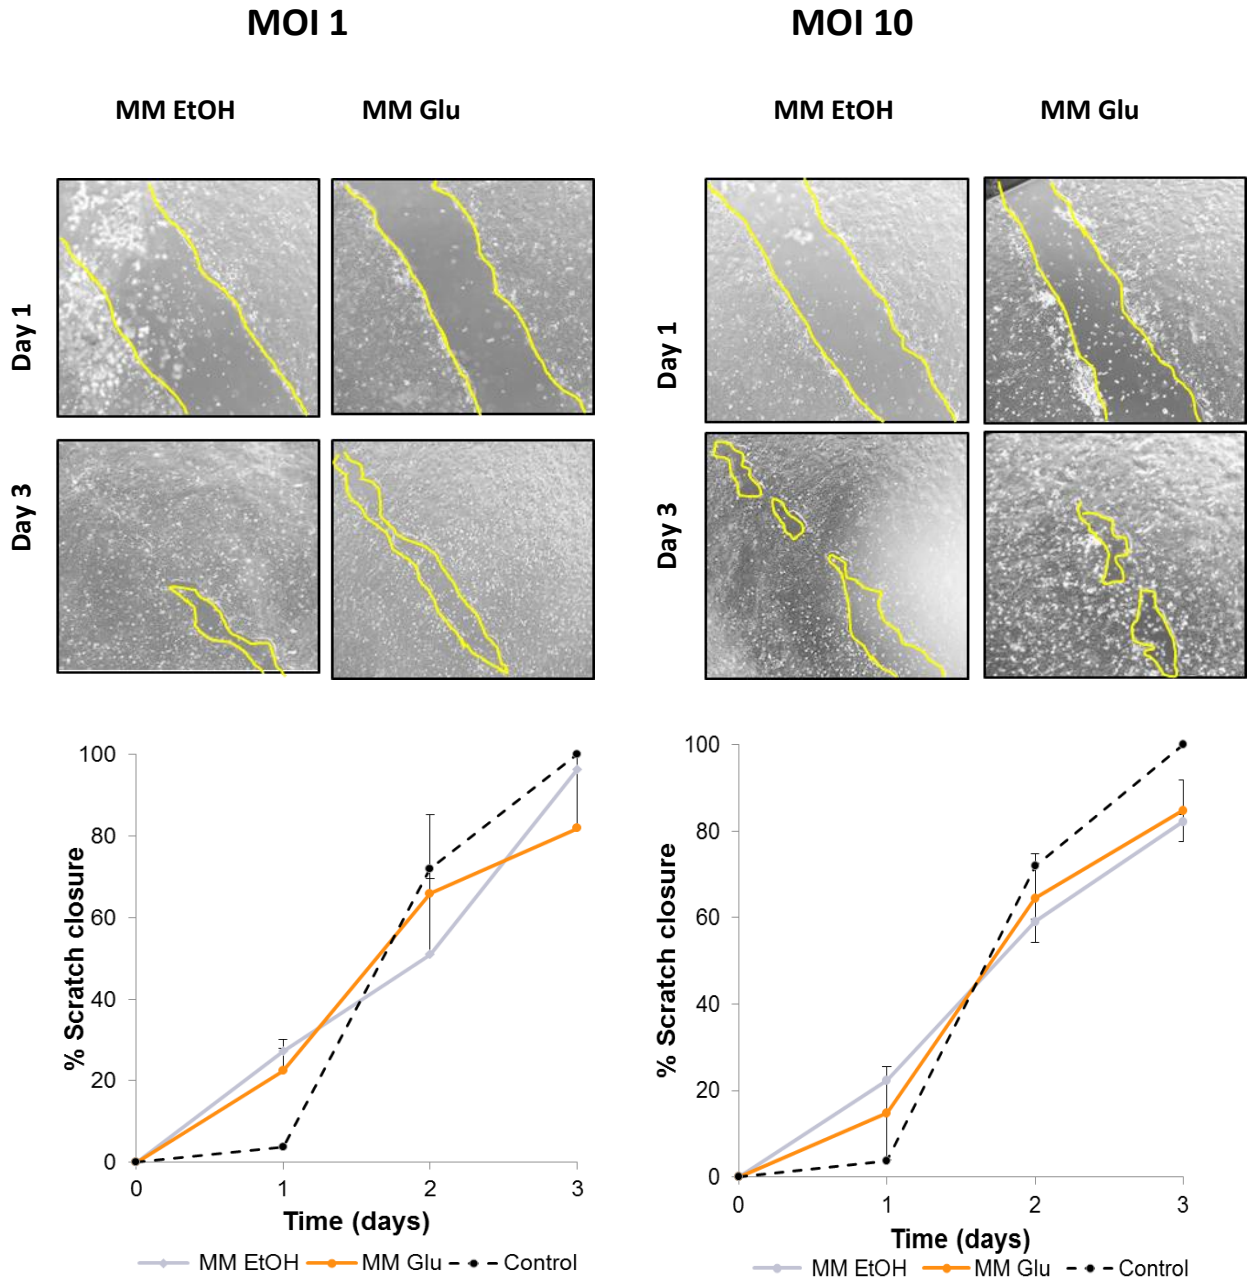 MOI 1
MOI 10
MM EtOH
MM Glu
MM EtOH
MM Glu
Day 1
Day 1
Day 3
Day 3
100
80
60
40
20
0
% Scratch closure
0 1 2 3
Time (days)
MM EtOH MM Glu Control
100
80
60
40
20
0
% Scratch closure
0 1 2 3
Time (days)
MM EtOH MM Glu Control